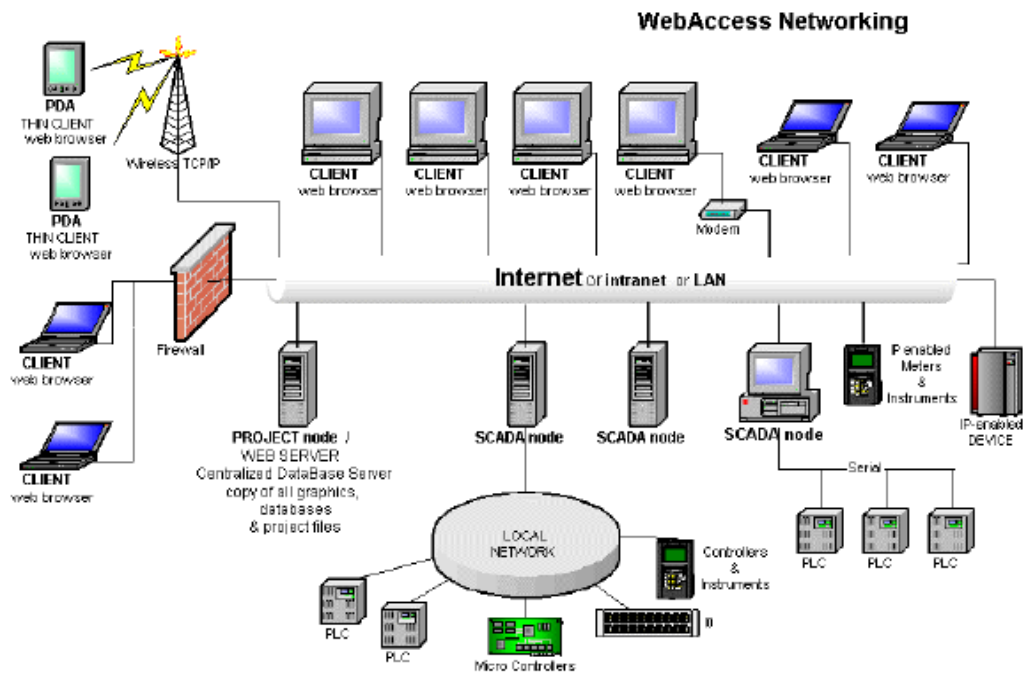 WebAccess Networking
PDA
THIN CLIENT
web browser
Wireless TCP/IP
PDA
THIN CLIENT
web browser
CLIENT
web browser
CLIENT
web browser
CLIENT
web browser
CLIENT
web browser
Modem
CLIENT
web browser
CLIENT
web browser
Internet or intranet or LAN
Firewall
CLIENT
web browser
CLIENT
web browser
PROJECT node /
WEB SERVER
Centralized DataBase Server
copy of all graphics,
databases
& project files
SCADA node
SCADA node
SCADA node
IP enabled
Meters
&
Instruments
IP-enabled
DEVICE
Serial
PLC
PLC
PLC
LOCAL
NETWORK
Controllers
&
Instruments
PLC
PLC
Micro Controllers
IO